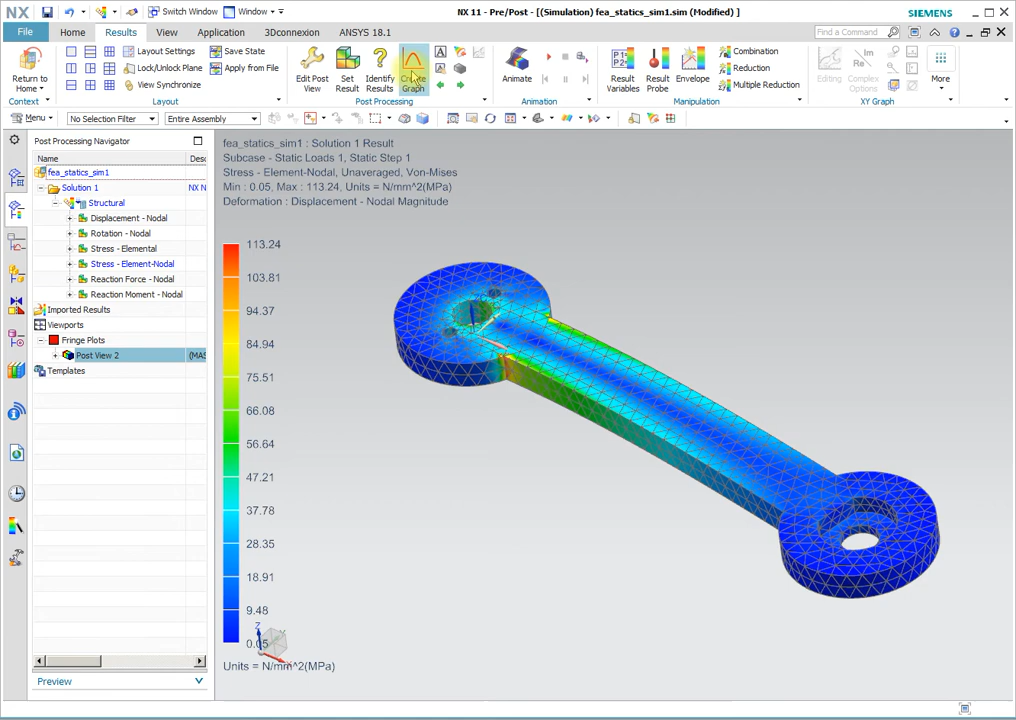 NX
Switch Window
Window
NX 11 - Pre/Post - [(Simulation) fea_statics_sim1.sim (Modified) ]
SIEMENS
File
Home
Results
View
Application
3Dconnexion
ANSYS 18.1
Find a Command
Return to Home
Context
Layout Settings
Save State
Lock/Unlock Plane
Apply from File
View Synchronize
Layout
Edit Post View
Set Result
Identify Results
Create Graph
Post Processing
Animate
Animation
Result Variables
Result Probe
Envelope
Combination
Reduction
Multiple Reduction
Manipulation
Editing
Complex Options
XY Graph
More
Menu
No Selection Filter
Entire Assembly
Post Processing Navigator
Name
Desc
fea_statics_sim1
Solution 1
NX N
Structural
Displacement - Nodal
Rotation - Nodal
Stress - Elemental
Stress - Element-Nodal
Reaction Force - Nodal
Reaction Moment - Nodal
Imported Results
Viewports
Fringe Plots
Post View 2
(MAS
Templates
Preview
fea_statics_sim1 : Solution 1 Result
Subcase - Static Loads 1, Static Step 1
Stress - Element-Nodal, Unaveraged, Von-Mises
Min : 0.05, Max : 113.24, Units = N/mm^2(MPa)
Deformation : Displacement - Nodal Magnitude
113.24
103.81
94.37
84.94
75.51
66.08
56.64
47.21
37.78
28.35
18.91
9.48
0.05
Z
Units = N/mm^2(MPa)